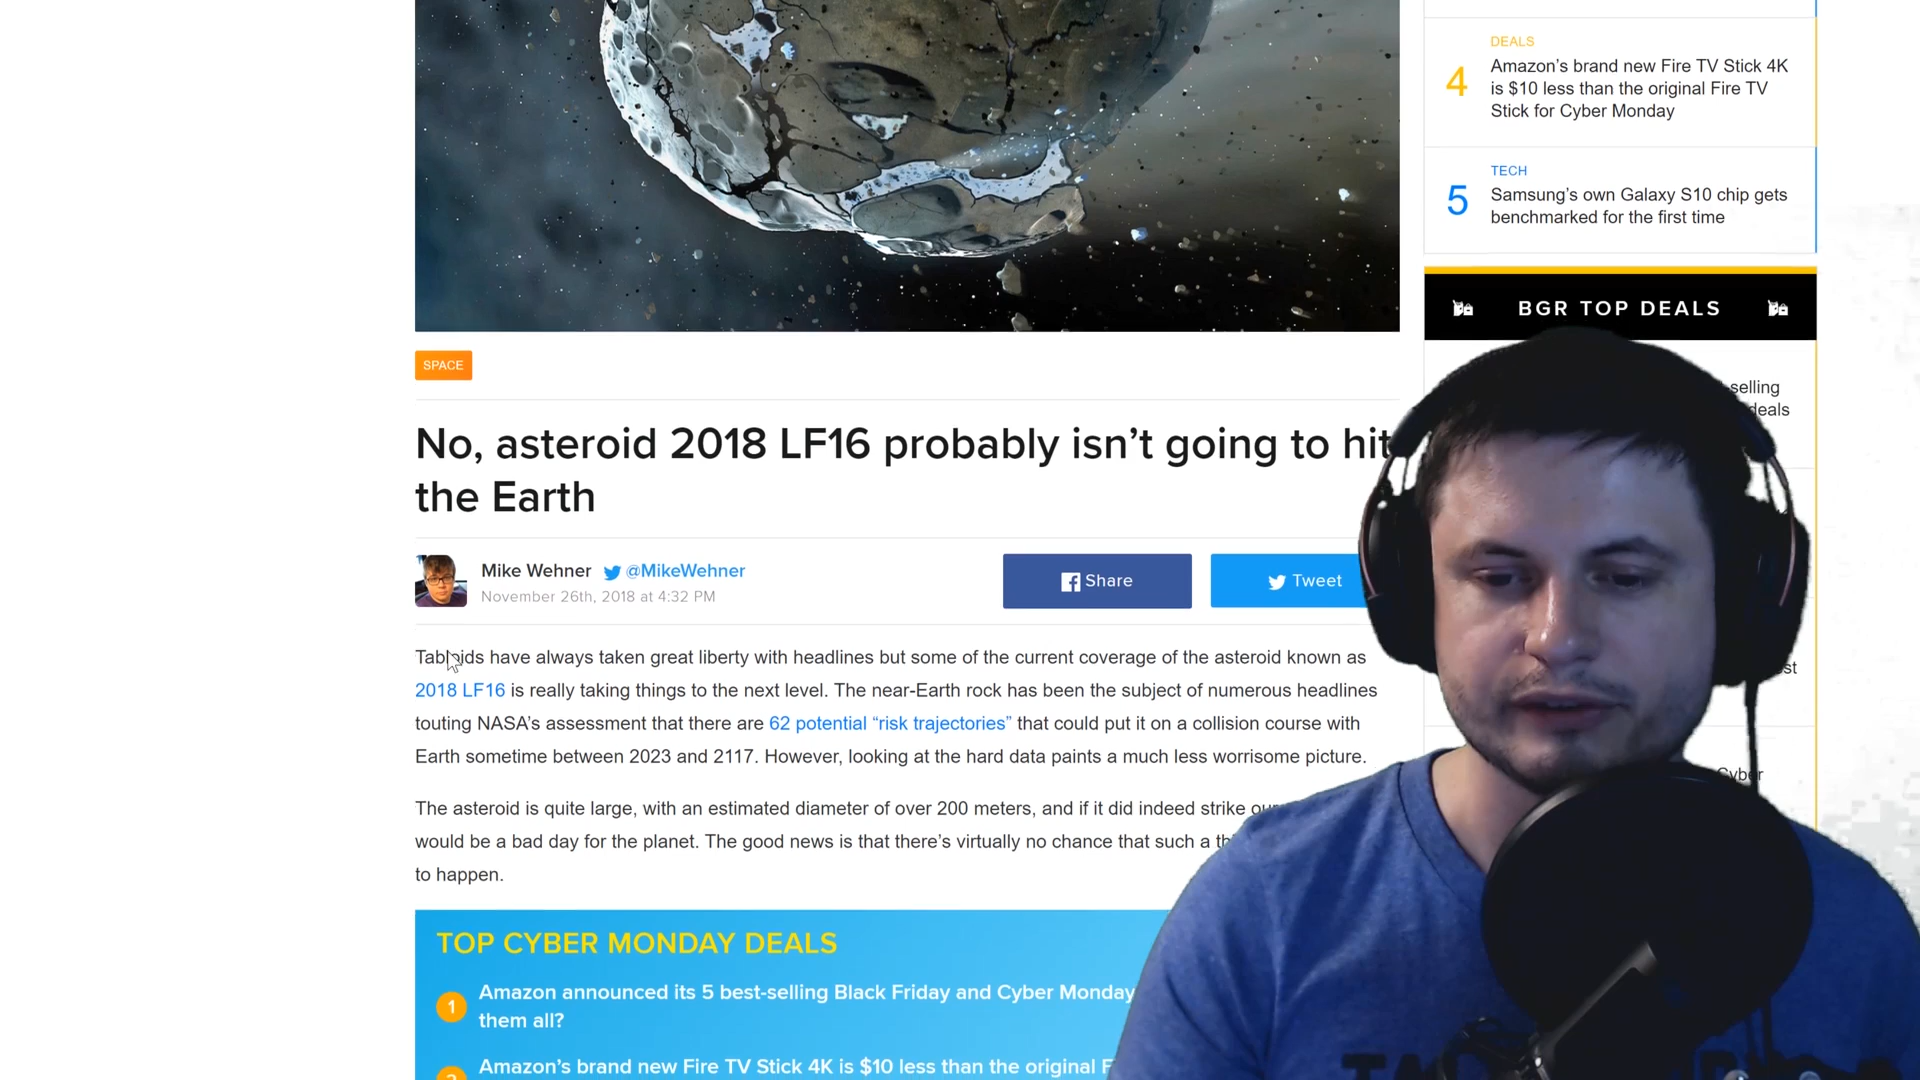 DEALS
4
Amazon’s brand new Fire TV Stick 4K
is $10 less than the original Fire TV
Stick for Cyber Monday
TECH
5
Samsung’s own Galaxy S10 chip gets
benchmarked for the first time
BGR TOP DEALS
selling
deals
SPACE
No, asteroid 2018 LF16 probably isn’t going to hit
the Earth
Mike Wehner @MikeWehner
November 26th, 2018 at 4:32 PM
Share
Tweet
Tabloids have always taken great liberty with headlines but some of the current coverage of the asteroid known as
2018 LF16 is really taking things to the next level. The near-Earth rock has been the subject of numerous headlines
touting NASA’s assessment that there are 62 potential “risk trajectories” that could put it on a collision course with
Earth sometime between 2023 and 2117. However, looking at the hard data paints a much less worrisome picture.
Cyber
The asteroid is quite large, with an estimated diameter of over 200 meters, and if it did indeed strike
would be a bad day for the planet. The good news is that there’s virtually no chance that such a
to happen.
TOP CYBER MONDAY DEALS
1
Amazon announced its 5 best-selling Black Friday and Cyber Monday
them all?
Amazon’s brand new Fire TV Stick 4K is $10 less than the original